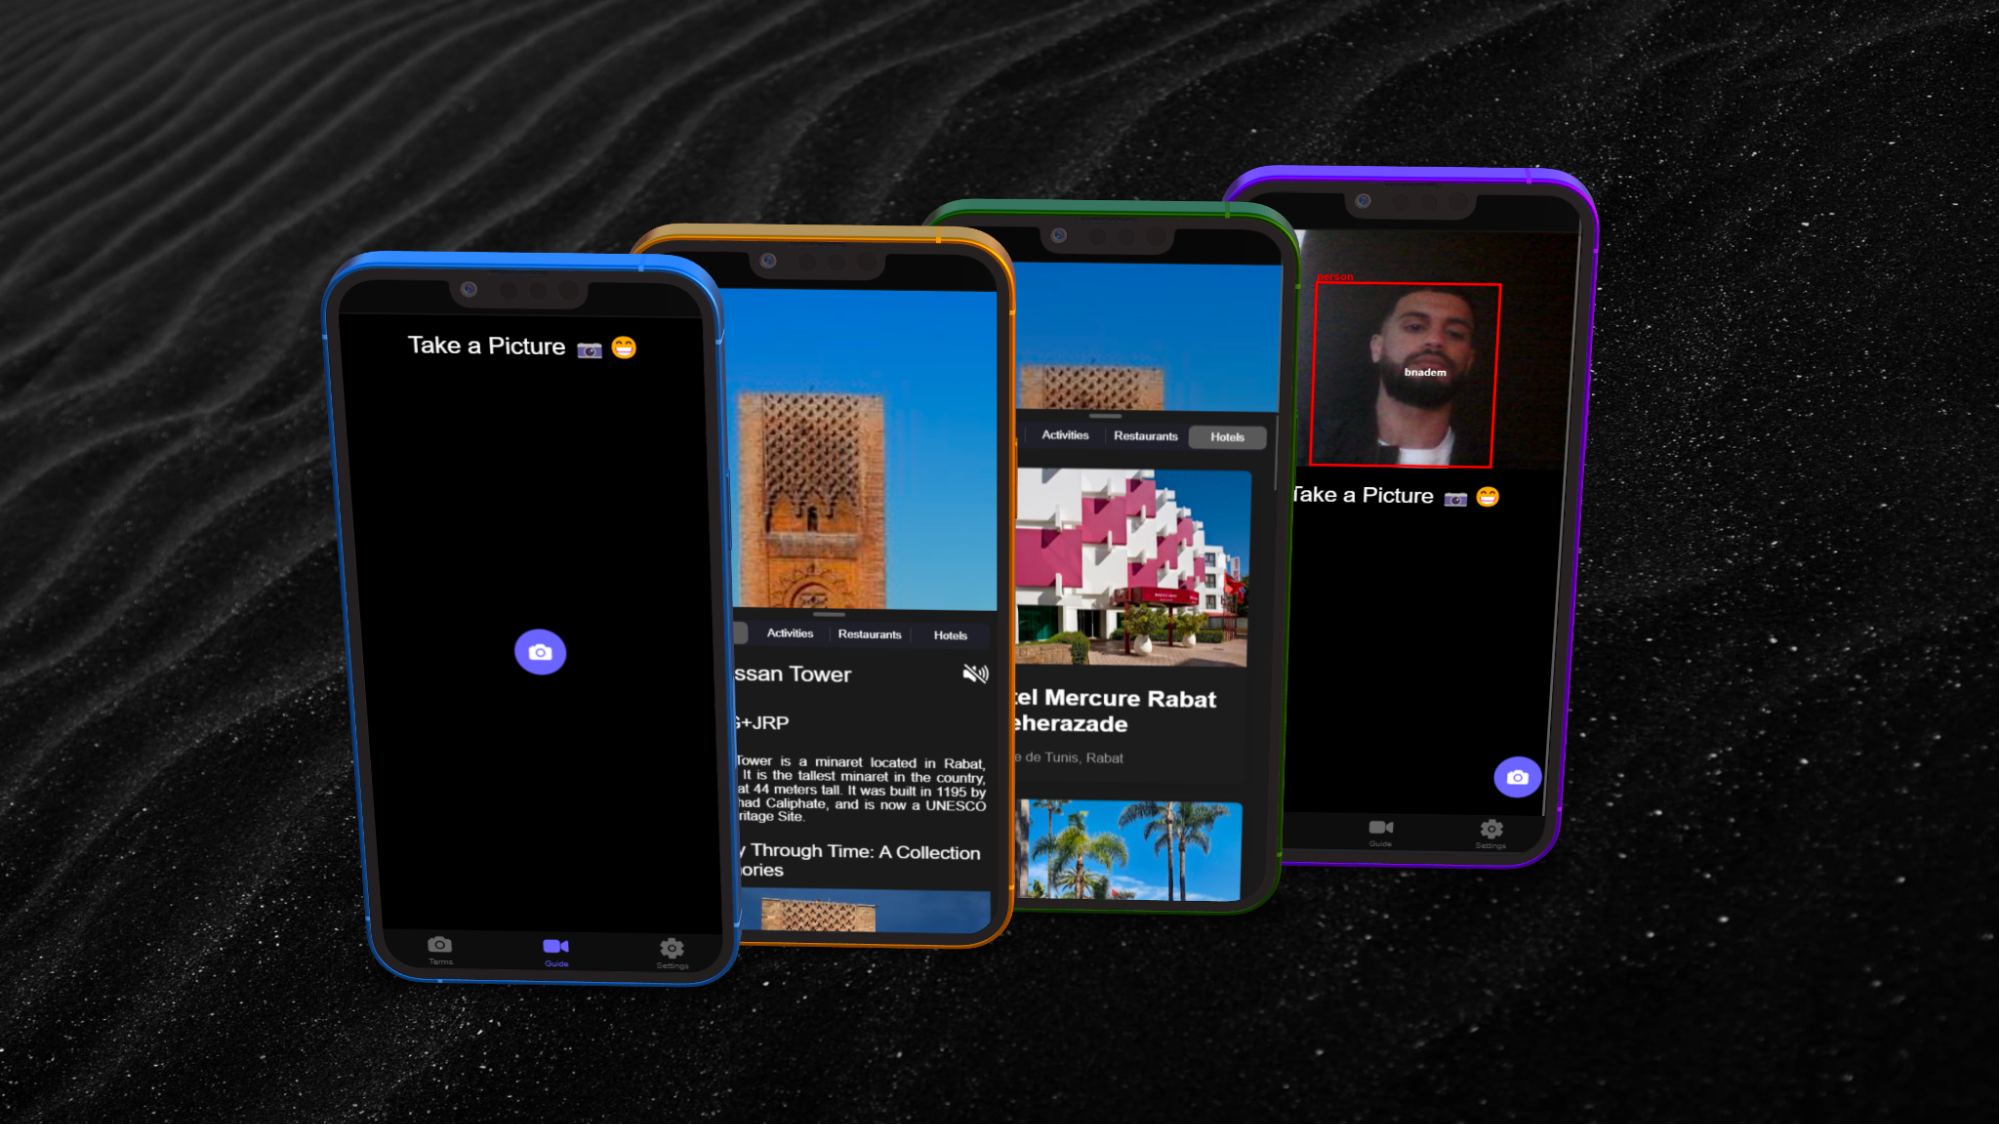 Take a Picture 📷 😁
Terms
Guide
Settings
Activities
Restaurants
Hotels
ssan Tower
G+JRP
Tower is a minaret located in Rabat,
It is the tallest minaret in the country,
at 44 meters tall. It was built in 1195 by
had Caliphate, and is now a UNESCO
ritage Site.
y Through Time: A Collection
ories
Activities
Restaurants
Hotels
tel Mercure Rabat
eherazade
e de Tunis, Rabat
person
bnadem
Take a Picture 📷 😁
Guide
Settings